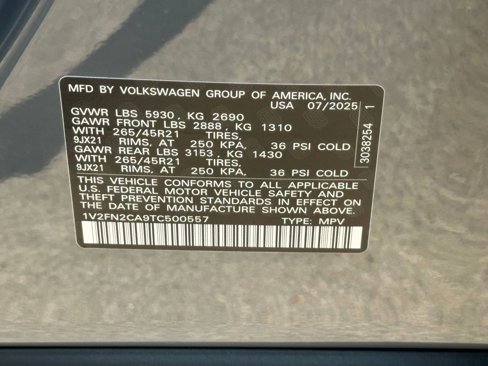 MFD BY VOLKSWAGEN GROUP OF AMERICA, INC.
USA 07/2025
GVWR LBS 5930, KG 2690
GAWR FRONT LBS 2888, KG 1310
WITH 265/45R21 TIRES,
9JX21 RIMS, AT 250 KPA, 36 PSI COLD
GAWR REAR LBS 3153, KG 1430
WITH 265/45R21 TIRES,
9JX21 RIMS, AT 250 KPA, 36 PSI COLD
THIS VEHICLE CONFORMS TO ALL APPLICABLE
U.S. FEDERAL MOTOR VEHICLE SAFETY AND
THEFT PREVENTION STANDARDS IN EFFECT ON
THE DATE OF MANUFACTURE SHOWN ABOVE.
1V2FN2CA9TC500557 TYPE: MPV
3038254 1